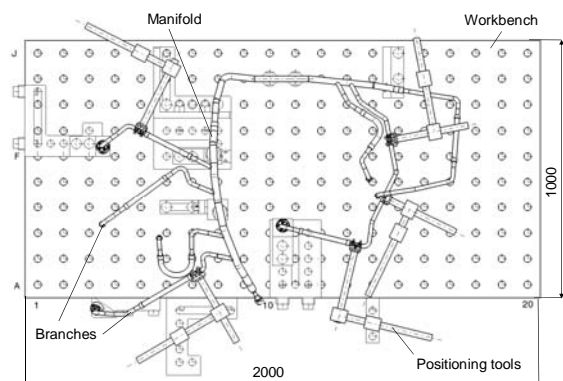 Manifold
Workbench
J
F
A
1
10
20
1000
Branches
2000
Positioning tools